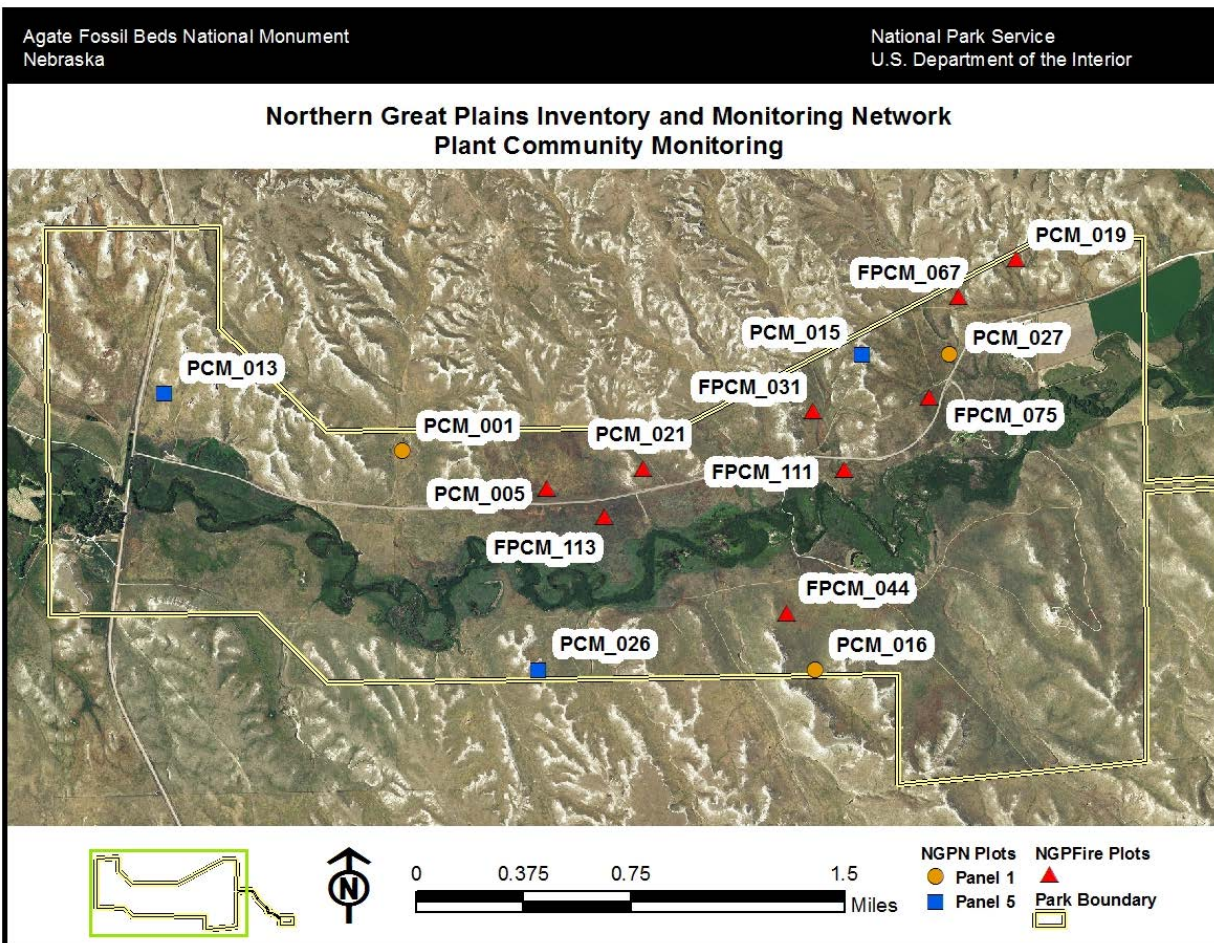 Agate Fossil Beds National Monument
Nebraska
National Park Service
U.S. Department of the Interior
Northern Great Plains Inventory and Monitoring Network
Plant Community Monitoring
PCM_019
FPCM_067
PCM_015
PCM_027
PCM_013
FPCM_031
FPCM_075
PCM_001
PCM_021
FPCM_111
PCM_005
FPCM_113
FPCM_044
PCM_026
PCM_016
N
0 0.375 0.75 1.5
Miles
NGPN Plots
Panel 1
Panel 5
NGPFire Plots
Park Boundary